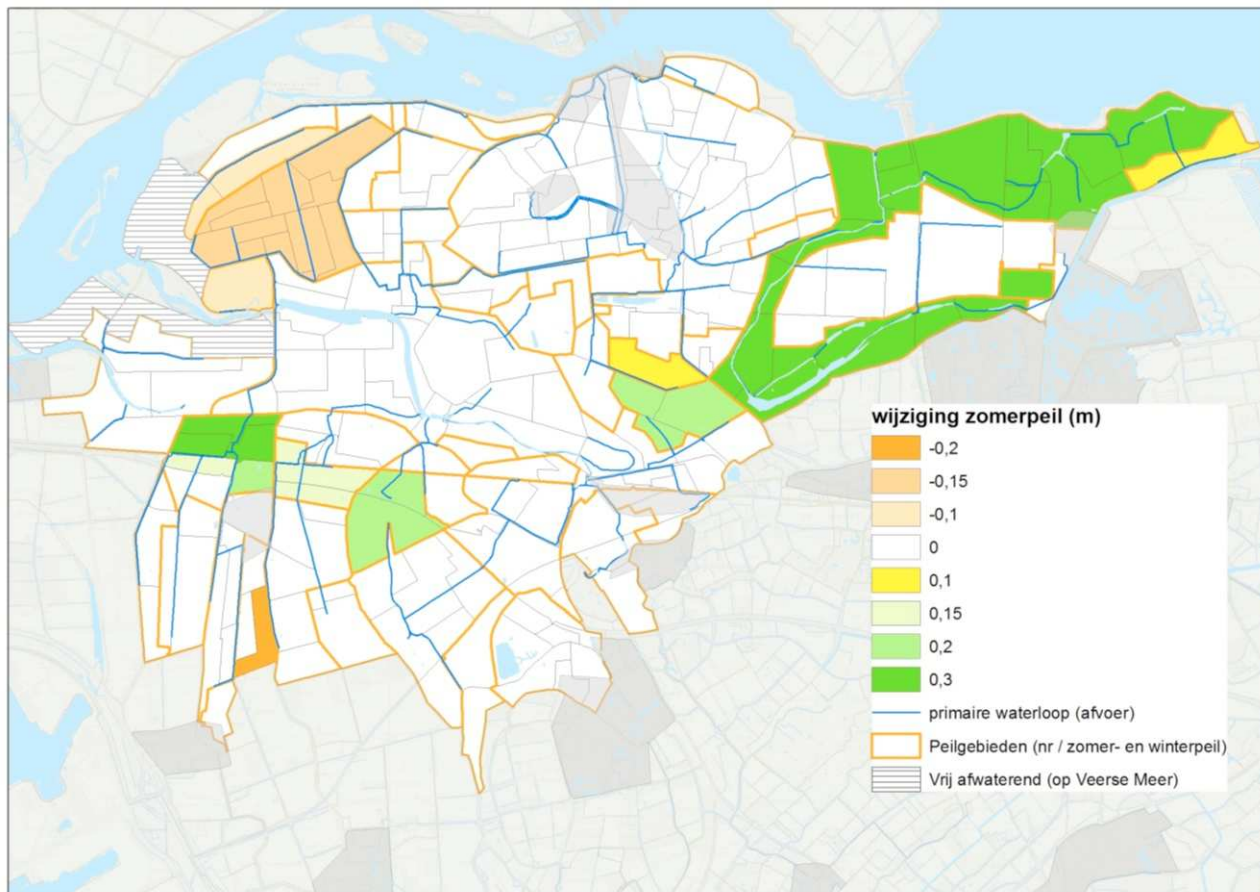 wijziging zomerpeil (m)
-0,2
-0,15
-0,1
0
0,1
0,15
0,2
0,3
primaire waterloop (afvoer)
Peilgebieden (nr / zomer- en winterpeil)
Vrij afwaterend (op Veerse Meer)